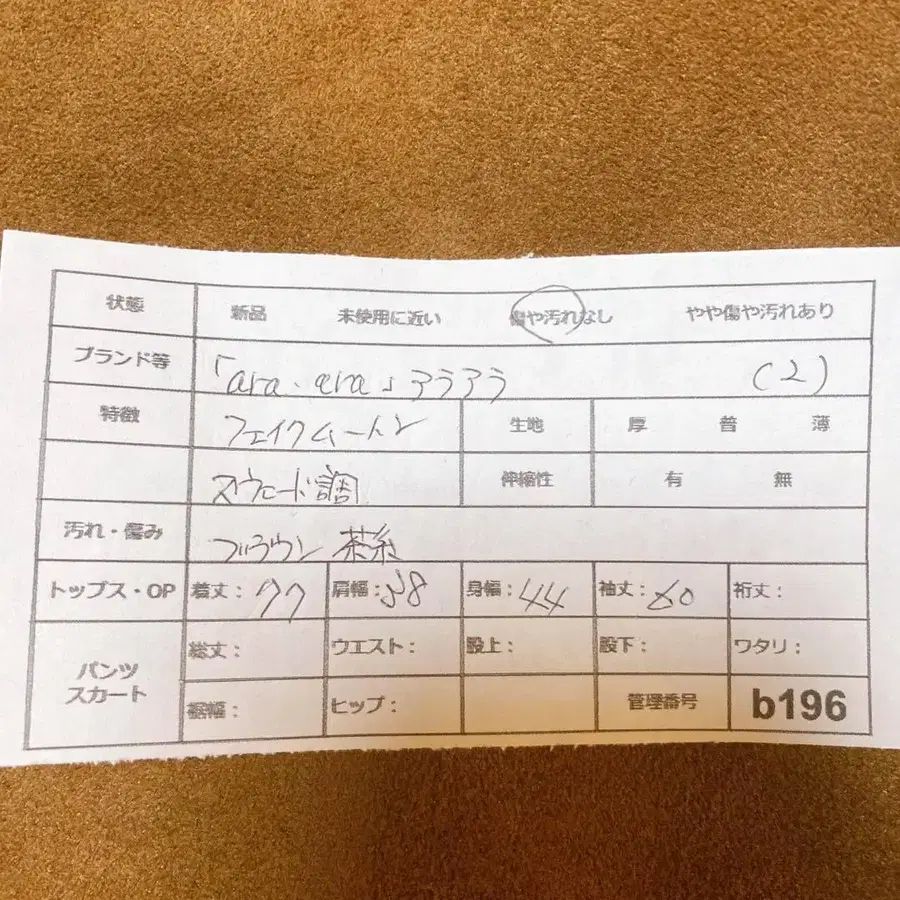 状態 新品 未使用に近い 傷や汚れなし やや傷や汚れあり
ブランド等 「ara・ara」アラアラ (2)
特徴 フェイクムートン 生地 厚 普 薄
スウェード調 伸縮性 有 無
汚れ・傷み ブラウン 茶系
トップス・OP 着丈：77 肩幅：38 身幅：44 袖丈：60 裄丈：
パンツ スカート
総丈： ウエスト： 股上： 股下： ワタリ：
裾幅： ヒップ： 管理番号 b196